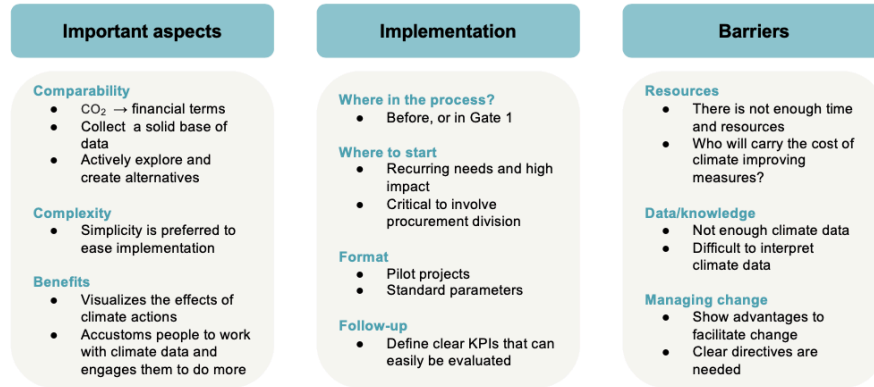 Important aspects
Comparability
● CO₂ → financial terms
● Collect a solid base of
data
● Actively explore and
create alternatives
Complexity
● Simplicity is preferred to
ease implementation
Benefits
● Visualizes the effects of
climate actions
● Accustoms people to work
with climate data and
engages them to do more
Implementation
Where in the process?
● Before, or in Gate 1
Where to start
● Recurring needs and high
impact
● Critical to involve
procurement division
Format
● Pilot projects
● Standard parameters
Follow-up
● Define clear KPIs that can
easily be evaluated
Barriers
Resources
● There is not enough time
and resources
● Who will carry the cost of
climate improving
measures?
Data/knowledge
● Not enough climate data
● Difficult to interpret
climate data
Managing change
● Show advantages to
facilitate change
● Clear directives are
needed